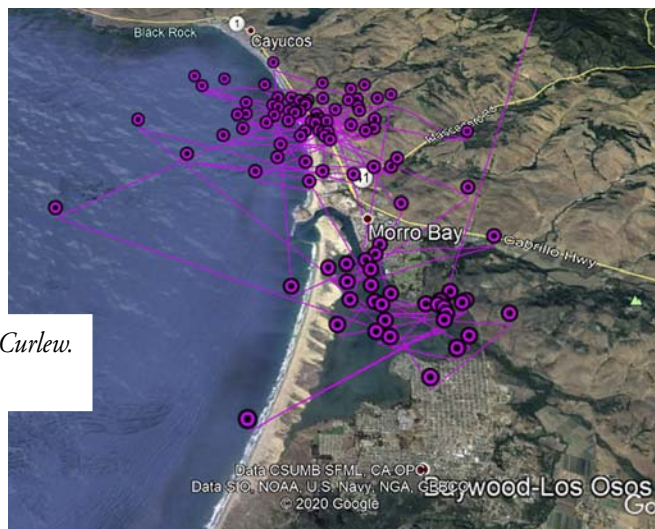 1
Black Rock
Cayucos
Morro Bay
Cabrillo Hwy
Curlew.
Data CSUMB SFML, CA OPC
Data SIO, NOAA, U.S. Navy, NGA, GEBCO
© 2020 Google
Baywood-Los Osos
Go